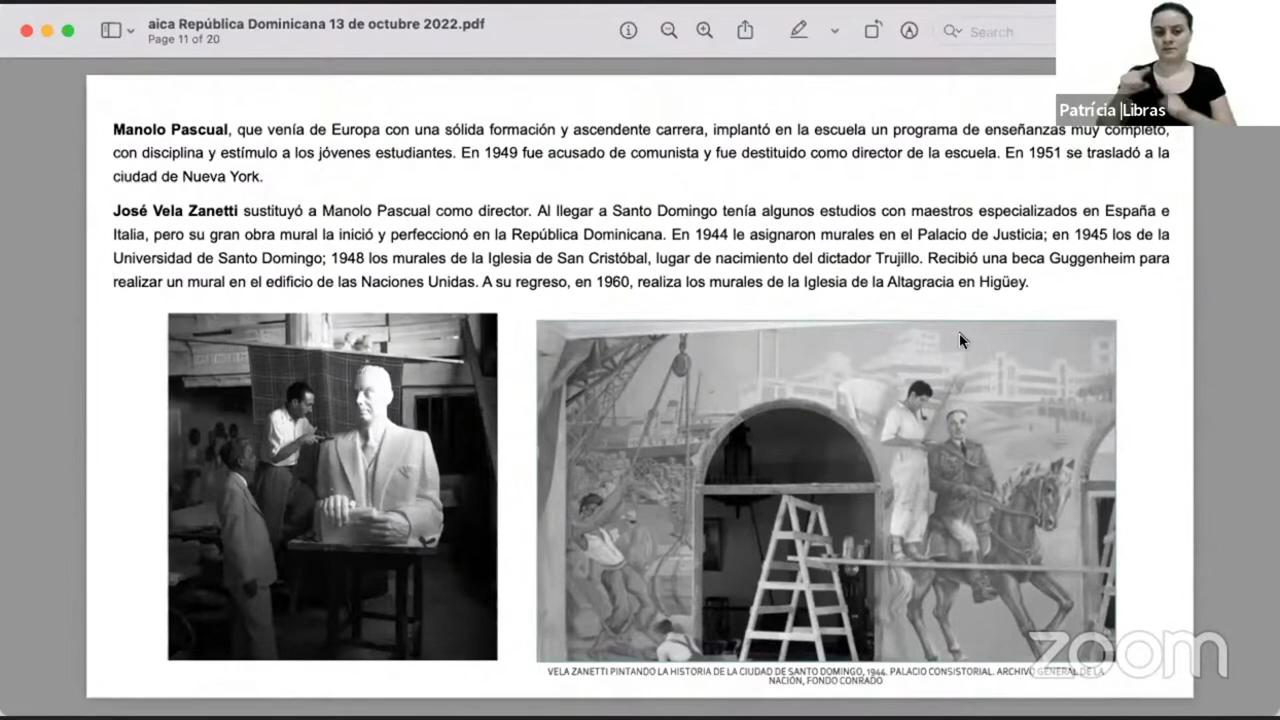 aica República Dominicana 13 de octubre 2022.pdf
Page 11 of 20
Search
Patrícia |Libras
Manolo Pascual, que venía de Europa con una sólida formación y ascendente carrera, implantó en la escuela un programa de enseñanzas muy completo,
con disciplina y estímulo a los jóvenes estudiantes. En 1949 fue acusado de comunista y fue destituido como director de la escuela. En 1951 se trasladó a la
ciudad de Nueva York.
José Vela Zanetti sustituyó a Manolo Pascual como director. Al llegar a Santo Domingo tenía algunos estudios con maestros especializados en España e
Italia, pero su gran obra mural la inició y perfeccionó en la República Dominicana. En 1944 le asignaron murales en el Palacio de Justicia; en 1945 los de la
Universidad de Santo Domingo; 1948 los murales de la Iglesia de San Cristóbal, lugar de nacimiento del dictador Trujillo. Recibió una beca Guggenheim para
realizar un mural en el edificio de las Naciones Unidas. A su regreso, en 1960, realiza los murales de la Iglesia de la Altagracia en Higüey.
VELA ZANETTI PINTANDO LA HISTORIA DE LA CIUDAD DE SANTO DOMINGO, 1944. PALACIO CONSISTORIAL. ARCHIVO GENERAL DE LA
NACIÓN, FONDO CONRADO
zoom